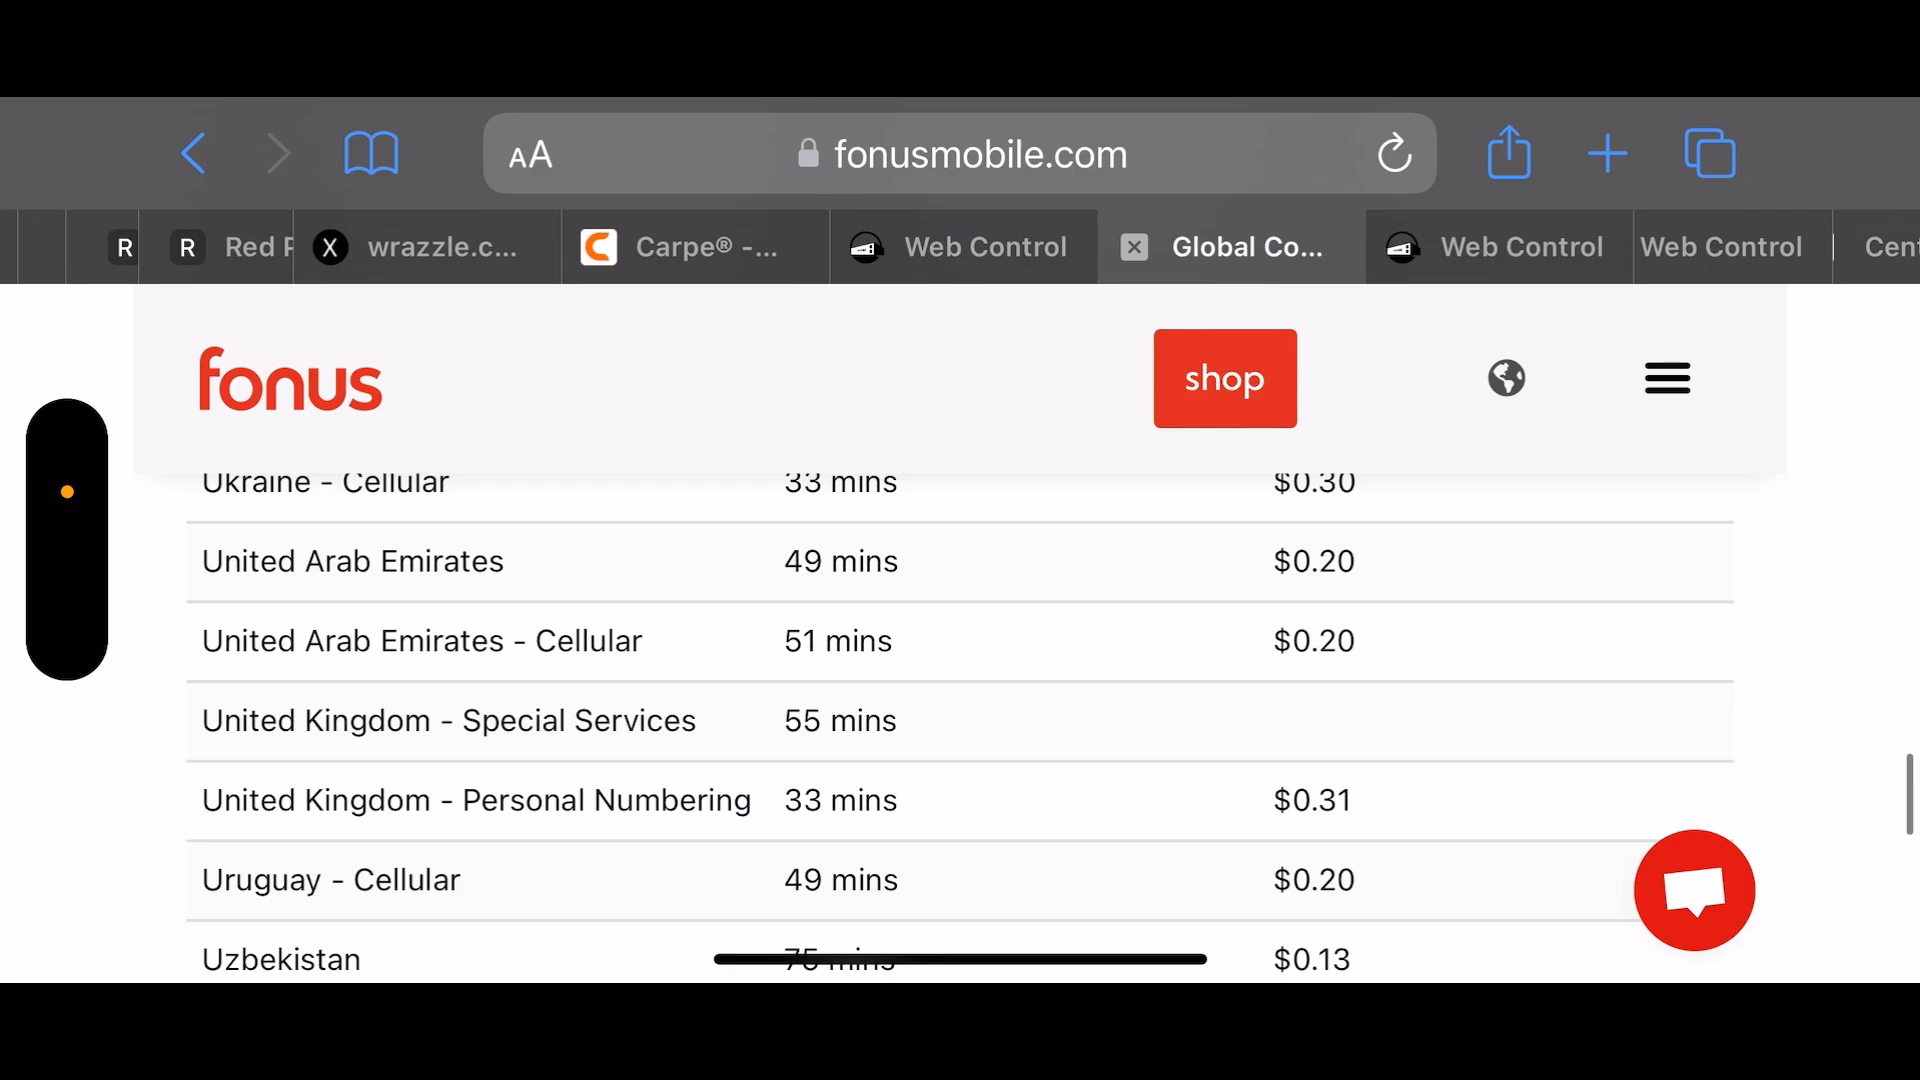 AA fonusmobile.com
R R Red wrazzle.c... Carpe® -... Web Control Global Co... Web Control Web Control Cen
fonus shop
Ukraine - Cellular 33 mins $0.30
United Arab Emirates 49 mins $0.20
United Arab Emirates - Cellular 51 mins $0.20
United Kingdom - Special Services 55 mins
United Kingdom - Personal Numbering 33 mins $0.31
Uruguay - Cellular 49 mins $0.20
Uzbekistan 75 mins $0.13